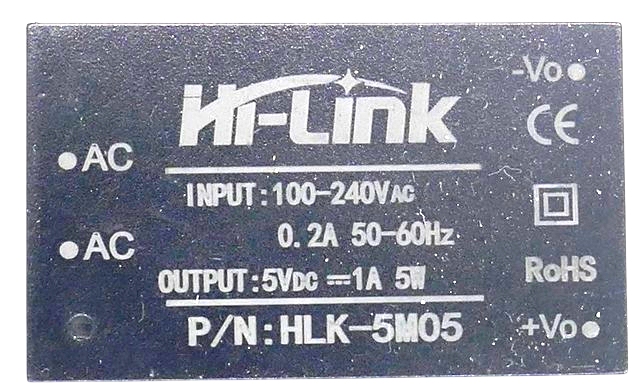 Hi-Link
-Vo
CE
AC
INPUT:100-240VAC
0.2A 50-60Hz
AC
OUTPUT:5VDC ⎓1A 5W
RoHS
P/N:HLK-5M05
+Vo